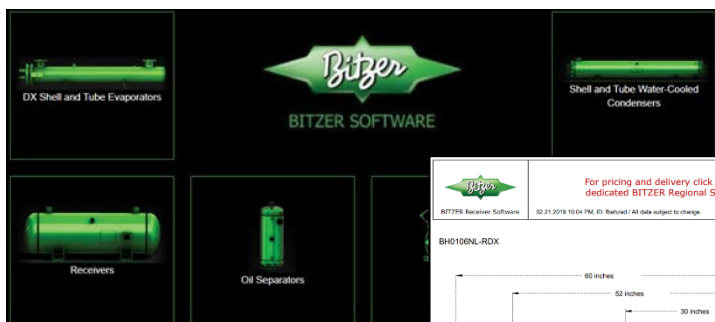 Bitzer
BITZER SOFTWARE
DX Shell and Tube Evaporators
Shell and Tube Water-Cooled
Condensers
Receivers
Oil Separators
Bitzer
BITZER Receiver Software
For pricing and delivery click
dedicated BITZER Regional S
02.21.2019 10:04 PM, ID: fbehzad / All data subject to change.
BH0106NL-RDX
60 inches
52 inches
30 inches